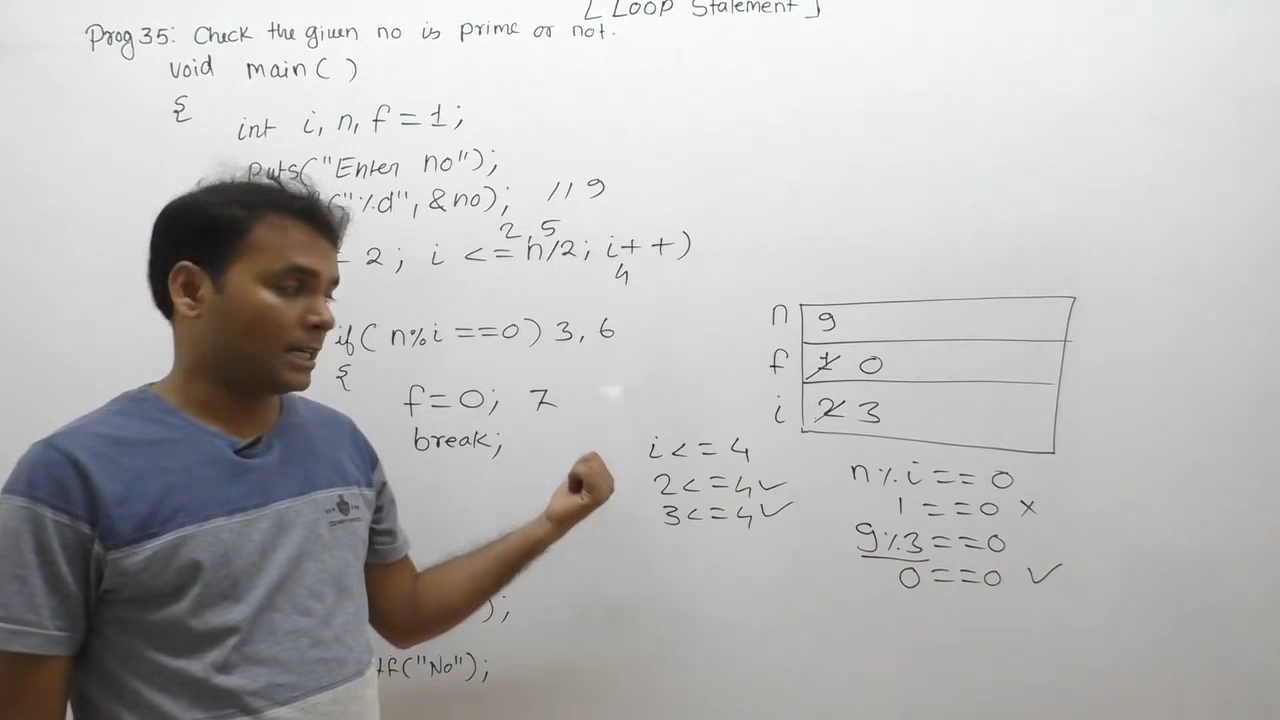 [ Loop Statement ]
Prog 35: Check the given no is prime or not.
void main( )
{
int i, n, f = 1;
puts("Enter no");
("%d", &no); //9
2, 5
= 2; i <= n/2; i++)
4
if( n%i ==0) 3, 6
{
f=0; 7
break;
);
tf("No");
n 9
f 1 0
i 2 3
i <= 4
2 <= 4 ✓
3 <= 4 ✓
n % i == 0
1 == 0 ×
9 % 3 == 0
0 == 0 ✓